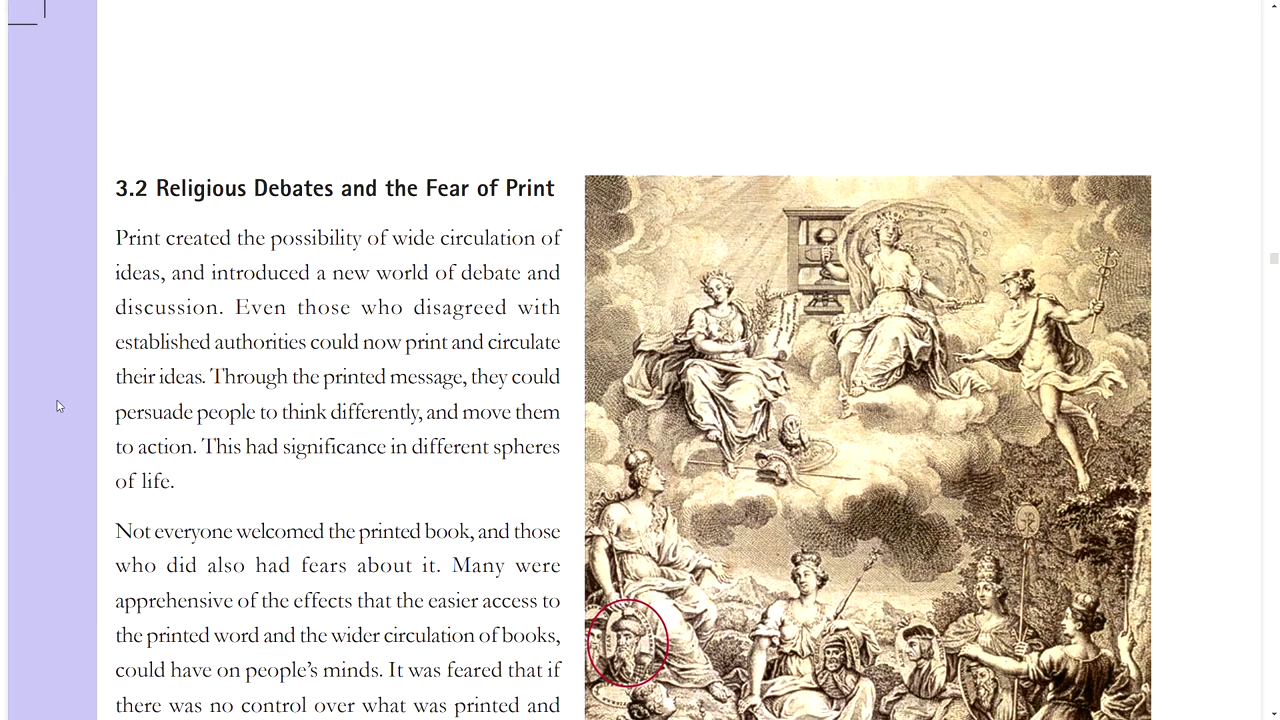 3.2 Religious Debates and the Fear of Print
Print created the possibility of wide circulation of
ideas, and introduced a new world of debate and
discussion. Even those who disagreed with
established authorities could now print and circulate
their ideas. Through the printed message, they could
persuade people to think differently, and move them
to action. This had significance in different spheres
of life.
Not everyone welcomed the printed book, and those
who did also had fears about it. Many were
apprehensive of the effects that the easier access to
the printed word and the wider circulation of books,
could have on people’s minds. It was feared that if
there was no control over what was printed and